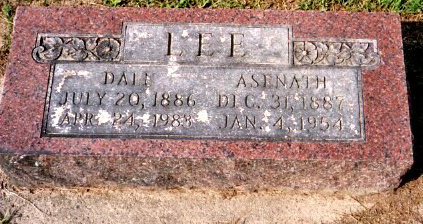 LEE
DALE ASENATH
JULY 20, 1886 DEC. 31, 1887
APR. 24, 1983 JAN. 4, 1954